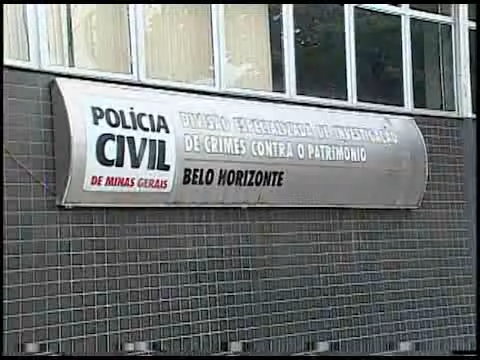 POLÍCIA
CIVIL
DE MINAS GERAIS
DIVISÃO ESPECIALIZADA DE INVESTIGAÇÃO
DE CRIMES CONTRA O PATRIMÔNIO
BELO HORIZONTE